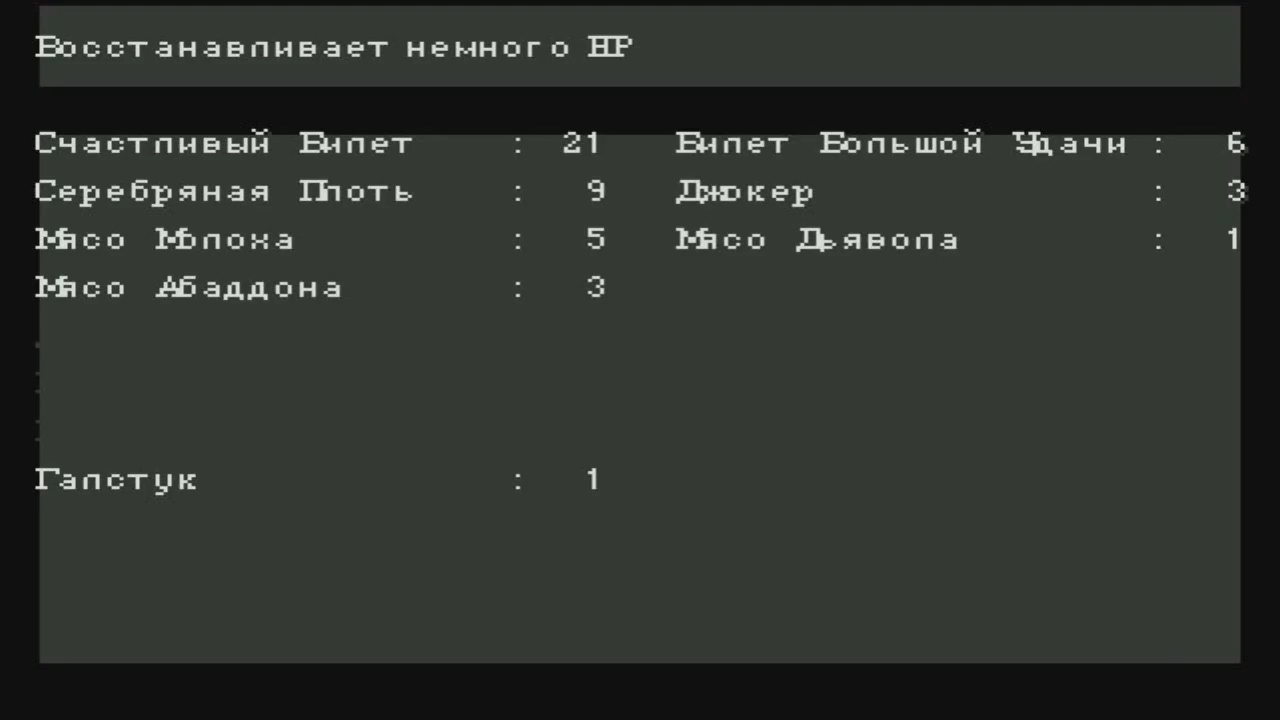 Восстанавливает немного HP
Счастливый Билет : 21 Билет Большой Удачи : 6
Серебряная Плоть : 9 Джокер : 3
Мясо Молоха : 5 Мясо Дьявола : 1
Мясо Абаддона : 3
Галстук : 1